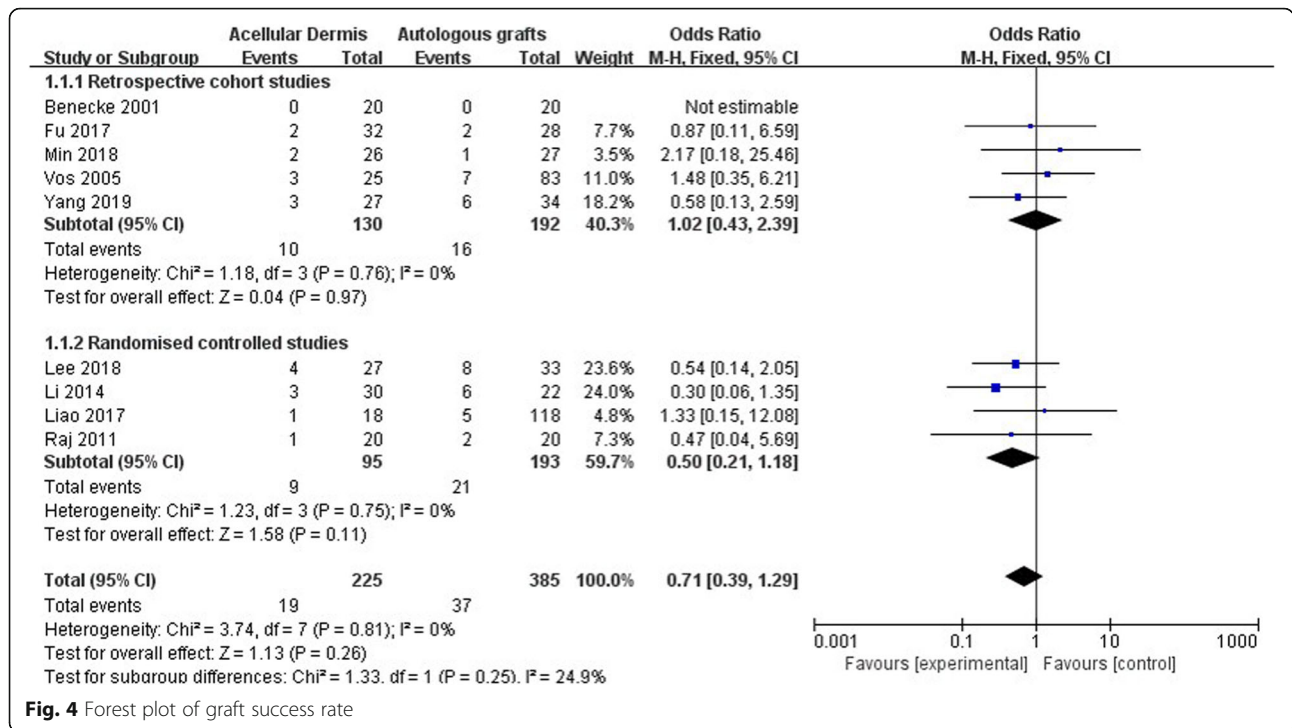 Acellular Dermis Autologous grafts Odds Ratio Odds Ratio
Study or Subgroup Events Total Events Total Weight M-H, Fixed, 95% CI M-H, Fixed, 95% CI
1.1.1 Retrospective cohort studies
Benecke 2001 0 20 0 20 Not estimable
Fu 2017 2 32 2 28 7.7% 0.87 [0.11, 6.59]
Min 2018 2 26 1 27 3.5% 2.17 [0.18, 25.46]
Vos 2005 3 25 7 83 11.0% 1.48 [0.35, 6.21]
Yang 2019 3 27 6 34 18.2% 0.58 [0.13, 2.59]
Subtotal (95% CI) 130 192 40.3% 1.02 [0.43, 2.39]
Total events 10 16
Heterogeneity: Chi² = 1.18, df = 3 (P = 0.76); I² = 0%
Test for overall effect: Z = 0.04 (P = 0.97)
1.1.2 Randomised controlled studies
Lee 2018 4 27 8 33 23.6% 0.54 [0.14, 2.05]
Li 2014 3 30 6 22 24.0% 0.30 [0.06, 1.35]
Liao 2017 1 18 5 118 4.8% 1.33 [0.15, 12.08]
Raj 2011 1 20 2 20 7.3% 0.47 [0.04, 5.69]
Subtotal (95% CI) 95 193 59.7% 0.50 [0.21, 1.18]
Total events 9 21
Heterogeneity: Chi² = 1.23, df = 3 (P = 0.75); I² = 0%
Test for overall effect: Z = 1.58 (P = 0.11)
Total (95% CI) 225 385 100.0% 0.71 [0.39, 1.29]
Total events 19 37
Heterogeneity: Chi² = 3.74, df = 7 (P = 0.81); I² = 0%
Test for overall effect: Z = 1.13 (P = 0.26)
Test for subgroup differences: Chi² = 1.33. df = 1 (P = 0.25). I² = 24.9%
0.001 0.1 1 10 1000
Favours [experimental] Favours [control]
Fig. 4 Forest plot of graft success rate